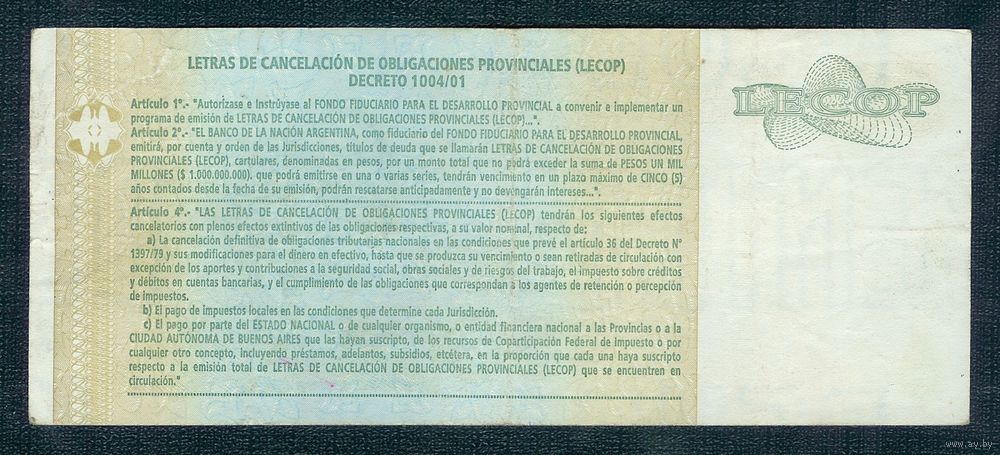 LETRAS DE CANCELACIÓN DE OBLIGACIONES PROVINCIALES (LECOP)
DECRETO 1004/01
Artículo 1º.- "Autorízase e Instrúyase al FONDO FIDUCIARIO PARA EL DESARROLLO PROVINCIAL a convenir e implementar un
programa de emisión de LETRAS DE CANCELACIÓN DE OBLIGACIONES PROVINCIALES (LECOP)...".
Artículo 2º.- "EL BANCO DE LA NACIÓN ARGENTINA, como fiduciario del FONDO FIDUCIARIO PARA EL DESARROLLO PROVINCIAL,
emitirá, por cuenta y orden de las Jurisdicciones, títulos de deuda que se llamarán LETRAS DE CANCELACIÓN DE OBLIGACIONES
PROVINCIALES (LECOP), cartulares, denominadas en pesos, por un monto total que no podrá exceder la suma de PESOS UN MIL
MILLONES ($ 1.000.000.000). que podrá emitirse en una o varias series, tendrán vencimiento en un plazo máximo de CINCO (5)
años contados desde la fecha de su emisión, podrán rescatarse anticipadamente y no devengarán intereses...".
Artículo 4º.- "LAS LETRAS DE CANCELACIÓN DE OBLIGACIONES PROVINCIALES (LECOP) tendrán los siguientes efectos
cancelatorios con plenos efectos extintivos de las obligaciones respectivas, a su valor nominal, respecto de:
a) La cancelación definitiva de obligaciones tributarias nacionales en las condiciones que prevé el artículo 36 del Decreto Nº
1397/79 y sus modificaciones para el dinero en efectivo, hasta que se produzca su vencimiento o sean retiradas de circulación con
excepción de los aportes y contribuciones a la seguridad social, obras sociales y de riesgos del trabajo, el impuesto sobre créditos
y débitos en cuentas bancarias, y el cumplimiento de las obligaciones que correspondan a los agentes de retención o percepción
de impuestos.
b) El pago de impuestos locales en las condiciones que determine cada Jurisdicción.
c) El pago por parte del ESTADO NACIONAL o de cualquier organismo, o entidad financiera nacional a las Provincias o a la
CIUDAD AUTÓNOMA DE BUENOS AIRES que las hayan suscripto, de los recursos de Coparticipación Federal de Impuesto o por
cualquier otro concepto, incluyendo préstamos, adelantos, subsidios, etcétera, en la proporción que cada una haya suscripto
respecto a la emisión total de LETRAS DE CANCELACIÓN DE OBLIGACIONES PROVINCIALES (LECOP) que se encuentren en
circulación."
LECOP
www.ay.by